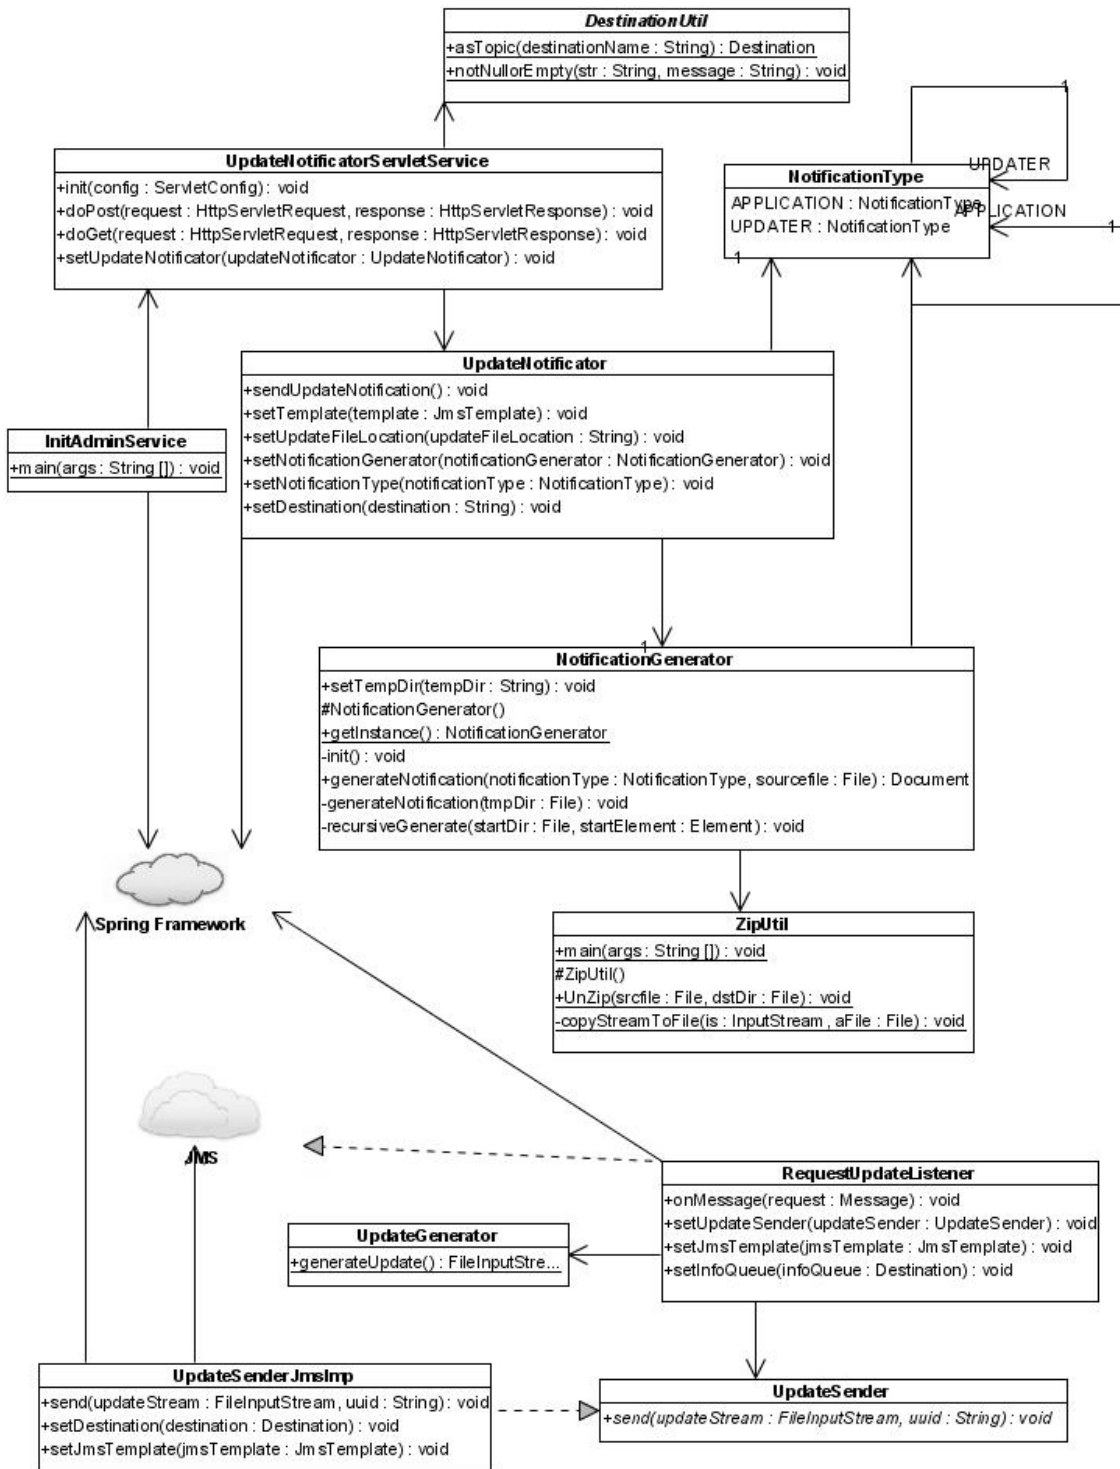 DestinationUtil
+asTopic(destinationName : String) : Destination
+notNullorEmpty(str : String, message : String) : void
1
UpdateNotificatorServletService
+init(config : ServletConfig) : void
+doPost(request : HttpServletRequest, response : HttpServletResponse) : void
+doGet(request : HttpServletRequest, response : HttpServletResponse) : void
+setUpdateNotificator(updateNotificator : UpdateNotificator) : void
UPDATER
NotificationType
APPLICATION : NotificationType
UPDATER : NotificationType
APPLICATION
1
1
UpdateNotificator
+sendUpdateNotification() : void
+setTemplate(template : JmsTemplate) : void
+setUpdateFileLocation(updateFileLocation : String) : void
+setNotificationGenerator(notificationGenerator : NotificationGenerator) : void
+setNotificationType(notificationType : NotificationType) : void
+setDestination(destination : String) : void
InitAdminService
+main(args : String []) : void
1
NotificationGenerator
+setTempDir(tempDir : String) : void
#NotificationGenerator()
+getInstance() : NotificationGenerator
-init() : void
+generateNotification(notificationType : NotificationType, sourcefile : File) : Document
-generateNotification(tmpDir : File) : void
-recursiveGenerate(startDir : File, startElement : Element) : void
Spring Framework
ZipUtil
+main(args : String []) : void
#ZipUtil()
+UnZip(srcfile : File, dstDir : File) : void
-copyStreamToFile(is : InputStream , aFile : File) : void
JMS
RequestUpdateListener
+onMessage(request : Message) : void
+setUpdateSender(updateSender : UpdateSender) : void
+setJmsTemplate(jmsTemplate : JmsTemplate) : void
+setInfoQueue(infoQueue : Destination) : void
UpdateGenerator
+generateUpdate() : FileInputStre...
UpdateSenderJmsImp
+send(updateStream : FileInputStream, uuid : String) : void
+setDestination(destination : Destination) : void
+setJmsTemplate(jmsTemplate : JmsTemplate) : void
UpdateSender
+send(updateStream : FileInputStream, uuid : String) : void